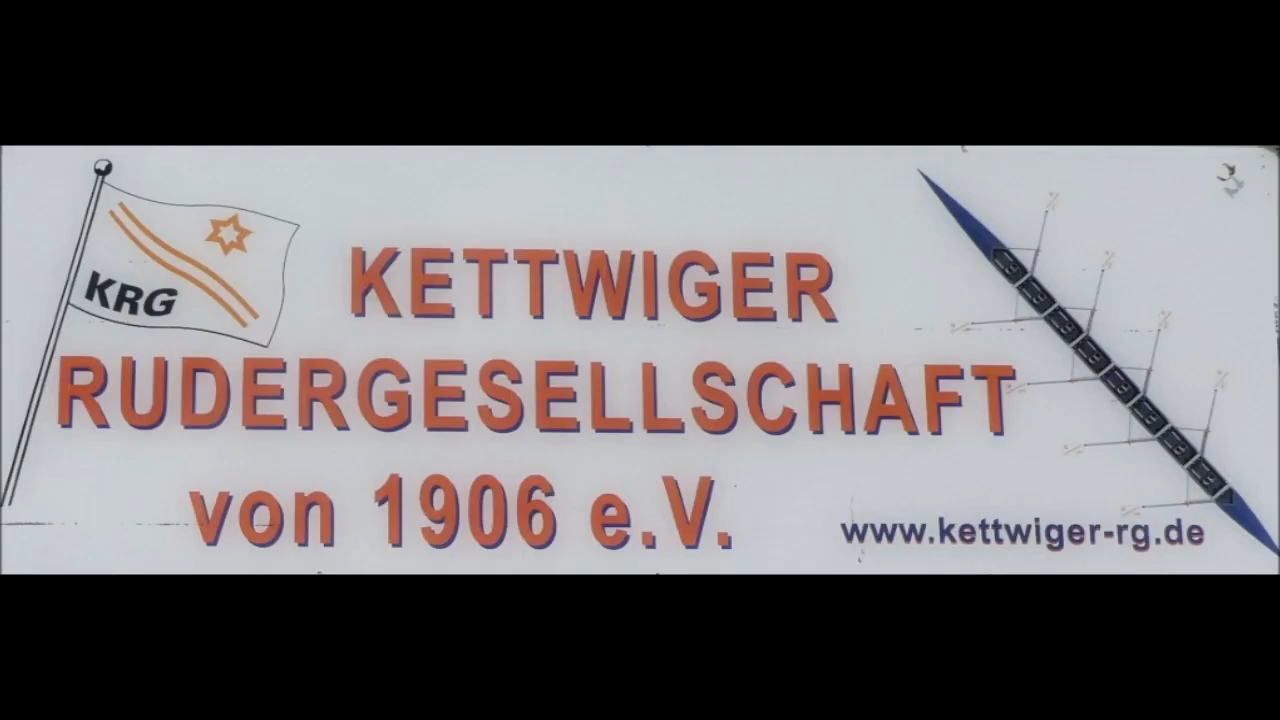 KRG
KETTWIGER
RUDERGESELLSCHAFT
von 1906 e.V.
www.kettwiger-rg.de